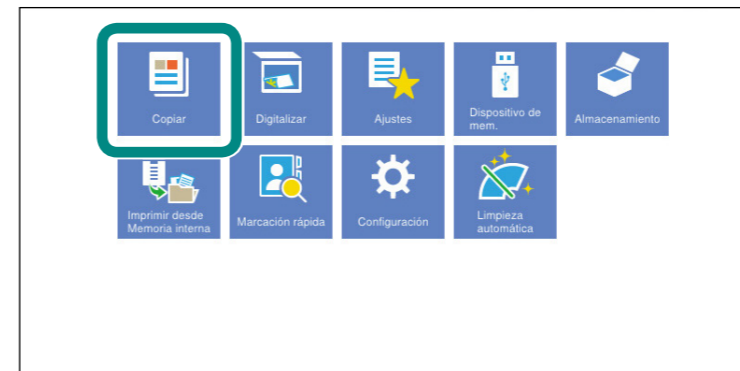 Copiar
Digitalizar
Ajustes
Dispositivo de
mem.
Almacenamiento
Imprimir desde
Memoria interna
Marcación rápida
Configuración
Limpieza
automática